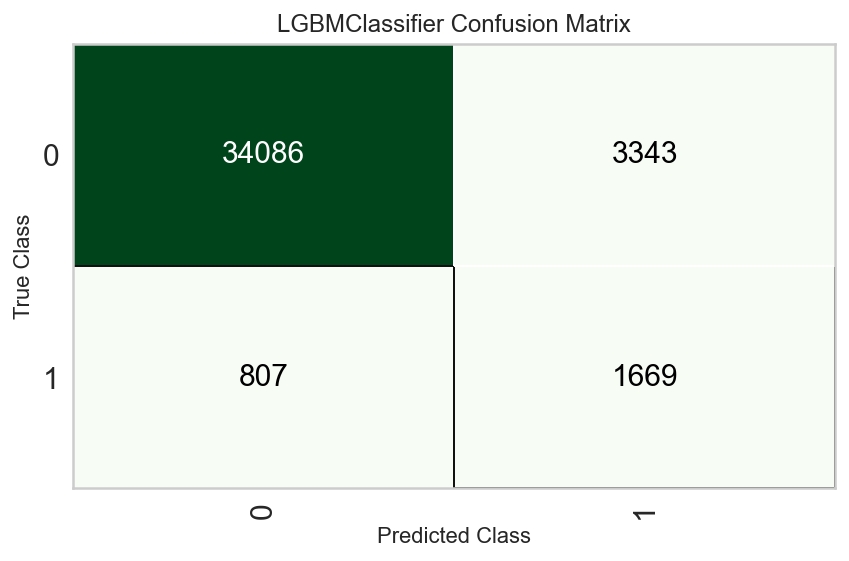 LGBMClassifier Confusion Matrix
True Class
0
34086
3343
1
807
1669
0
1
Predicted Class